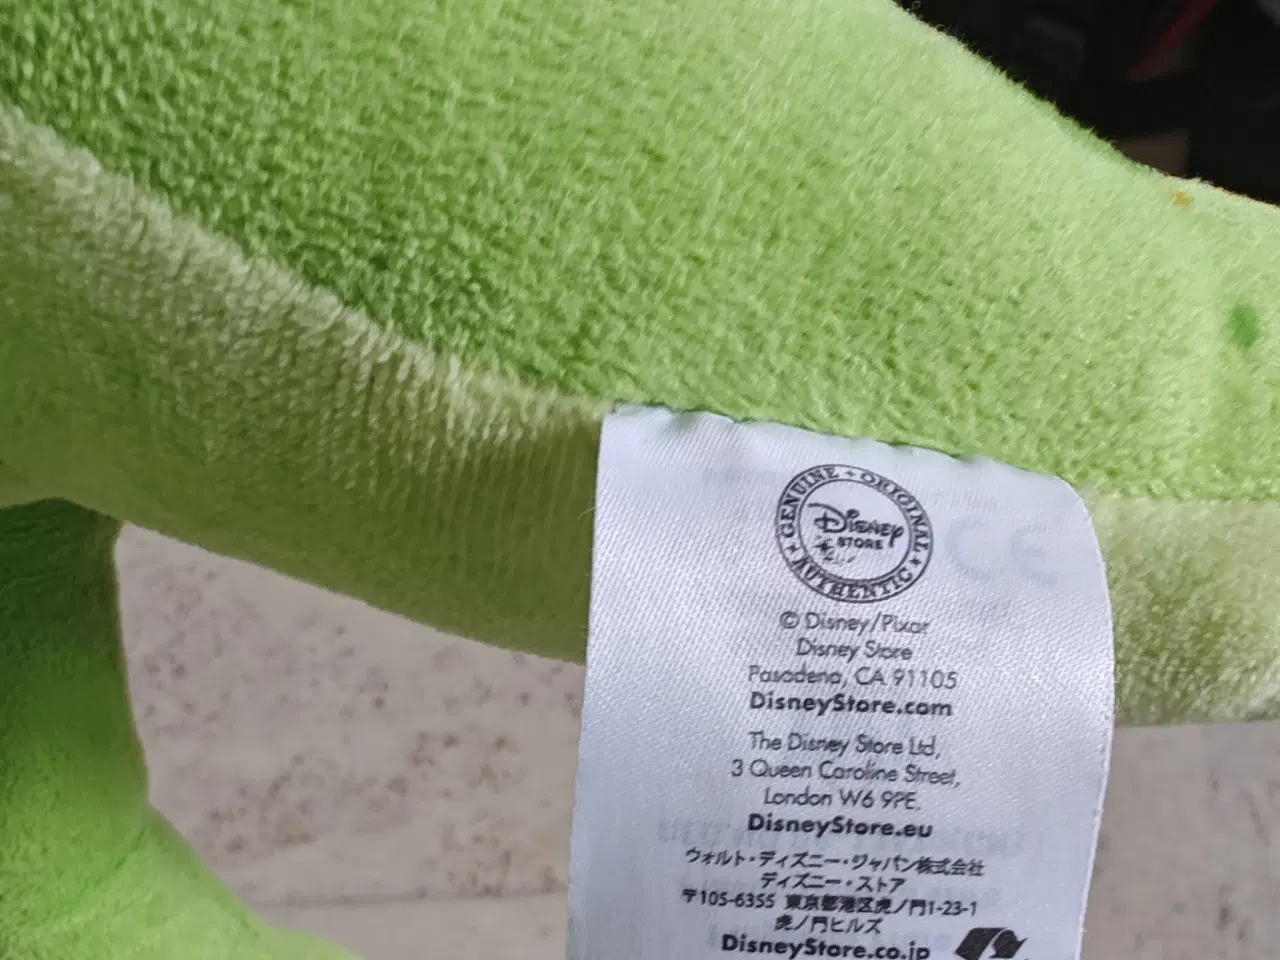 GENUINE • ORIGINAL • AUTHENTIC •
Disney
STORE
© Disney/Pixar
Disney Store
Pasadena, CA 91105
DisneyStore.com
The Disney Store Ltd,
3 Queen Caroline Street,
London W6 9PE.
DisneyStore.eu
ウォルト・ディズニー・ジャパン株式会社
ディズニー・ストア
〒105-6355 東京都港区虎ノ門1-23-1
虎ノ門ヒルズ
DisneyStore.co.jp